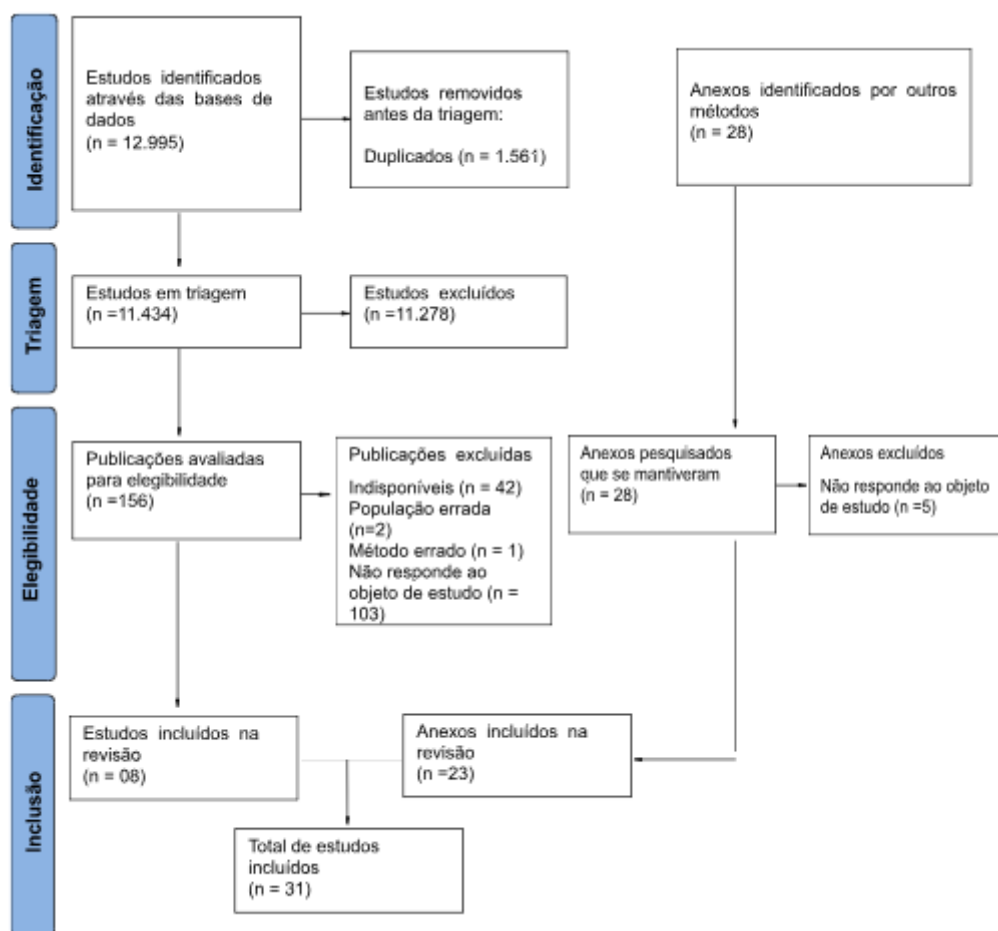 Identificação
Estudos identificados
através das bases de
dados
(n = 12.995)
Estudos removidos
antes da triagem:
Duplicados (n = 1.561)
Anexos identificados por outros
métodos
(n = 28)
Triagem
Estudos em triagem
(n =11.434)
Estudos excluídos
(n =11.278)
Elegibilidade
Publicações avaliadas
para elegibilidade
(n =156)
Publicações excluídas
Indisponíveis (n = 42)
População errada
(n=2)
Método errado (n = 1)
Não responde ao
objeto de estudo (n =
103)
Anexos pesquisados
que se mantiveram
(n = 28)
Anexos excluídos
Não responde ao objeto
de estudo (n =5)
Inclusão
Estudos incluídos na
revisão
(n = 08)
Anexos incluídos na
revisão
(n =23)
Total de estudos
incluídos
(n = 31)